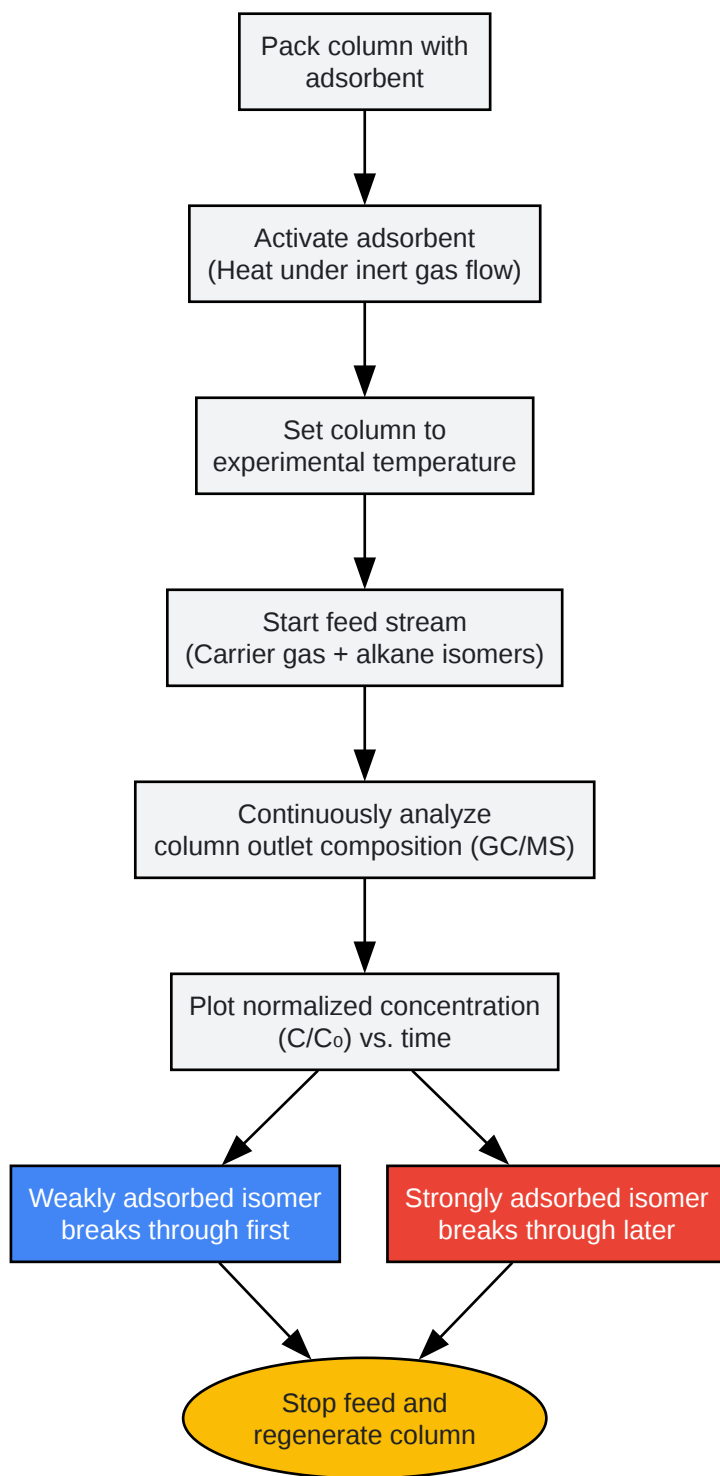 Pack column with
adsorbent
Activate adsorbent
(Heat under inert gas flow)
Set column to
experimental temperature
Start feed stream
(Carrier gas + alkane isomers)
Continuously analyze
column outlet composition (GC/MS)
Plot normalized concentration
(C/C₀) vs. time
Weakly adsorbed isomer
breaks through first
Strongly adsorbed isomer
breaks through later
Stop feed and
regenerate column